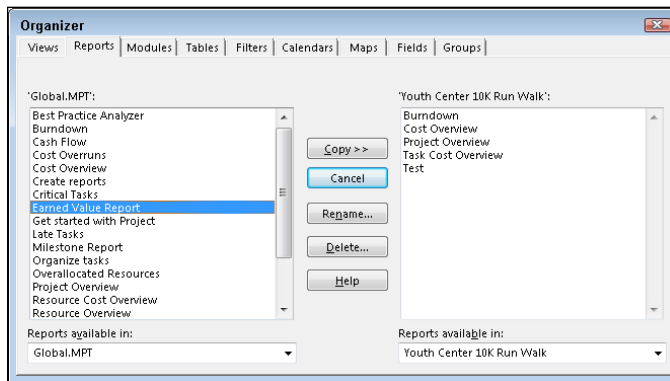 Organizer
Views Reports Modules Tables Filters Calendars Maps Fields Groups
'Global.MPT':
Best Practice Analyzer
Burndown
Cash Flow
Cost Overruns
Cost Overview
Create reports
Critical Tasks
Earned Value Report
Get started with Project
Late Tasks
Milestone Report
Organize tasks
Overallocated Resources
Project Overview
Resource Cost Overview
Resource Overview
Copy >>
Cancel
Rename...
Delete...
Help
'Youth Center 10K Run Walk':
Burndown
Cost Overview
Project Overview
Task Cost Overview
Test
Reports available in:
Global.MPT
Reports available in:
Youth Center 10K Run Walk